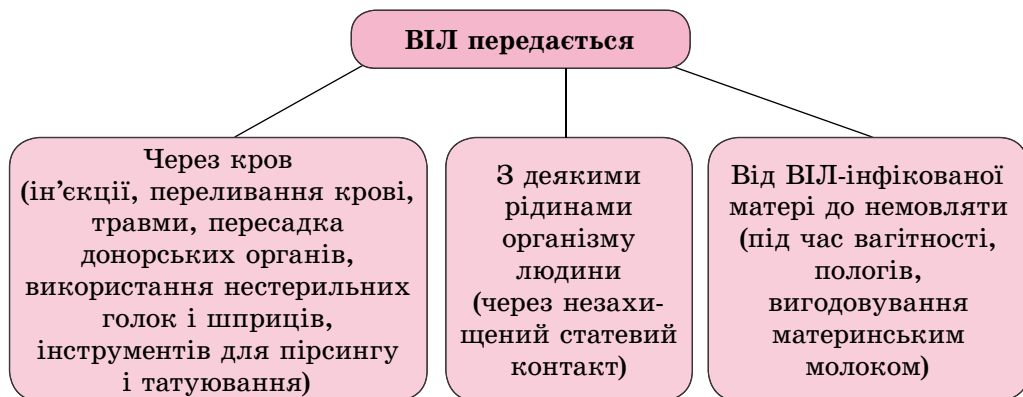 ВІЛ передається
Через кров
(ін’єкції, переливання крові,
травми, пересадка
донорських органів,
використання нестерильних
голок і шприців,
інструментів для пірсингу
і татуювання)
З деякими
рідинами
організму
людини
(через незахи-
щений статевий
контакт)
Від ВІЛ-інфікованої
матері до немовляти
(під час вагітності,
пологів,
вигодовування
материнським
молоком)